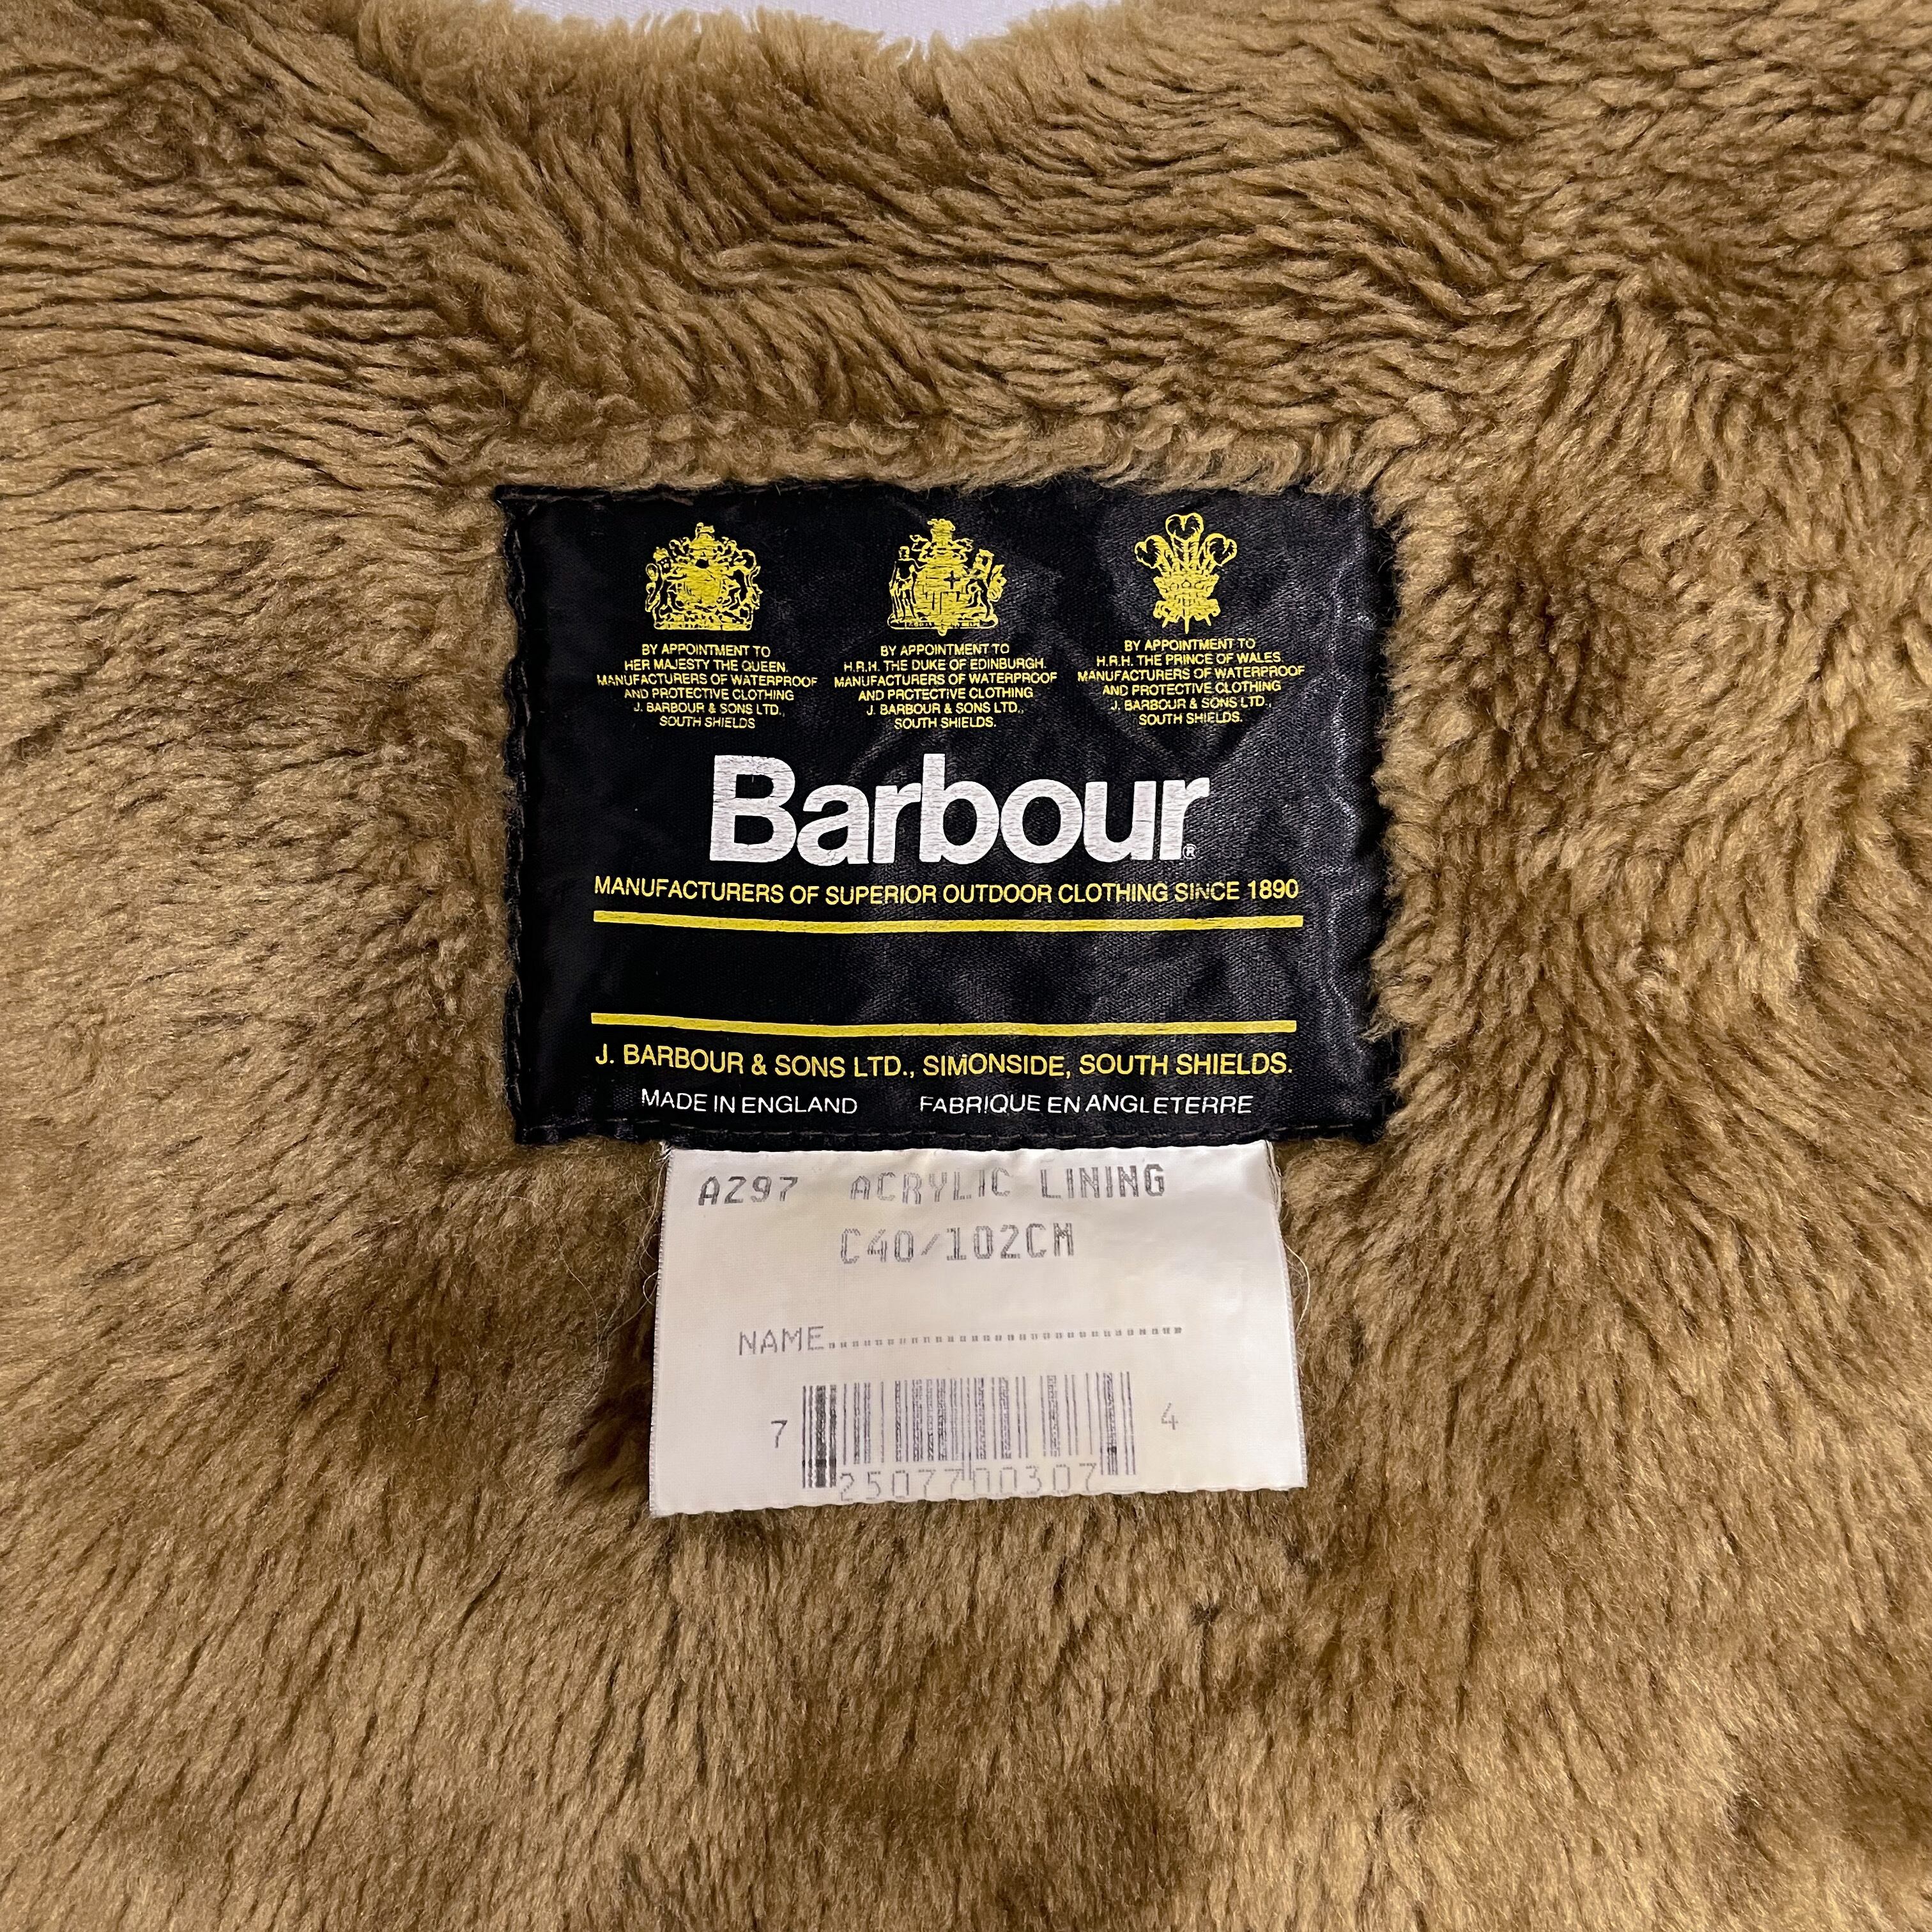 BY APPOINTMENT TO
HER MAJESTY THE QUEEN.
MANUFACTURERS OF WATERPROOF
AND PROTECTIVE CLOTHING
J. BARBOUR & SONS LTD.,
SOUTH SHIELDS
BY APPOINTMENT TO
H.R.H. THE DUKE OF EDINBURGH.
MANUFACTURERS OF WATERPROOF
AND PROTECTIVE CLOTHING
J. BARBOUR & SONS LTD.,
SOUTH SHIELDS.
BY APPOINTMENT TO
H.R.H. THE PRINCE OF WALES.
MANUFACTURERS OF WATERPROOF
AND PROTECTIVE CLOTHING
J. BARBOUR & SONS LTD.,
SOUTH SHIELDS.
Barbour®
MANUFACTURERS OF SUPERIOR OUTDOOR CLOTHING SINCE 1890
J. BARBOUR & SONS LTD., SIMONSIDE, SOUTH SHIELDS.
MADE IN ENGLAND FABRIQUE EN ANGLETERRE
A297 ACRYLIC LINING
C40/102CM
NAME..............................
7 4
2507700307